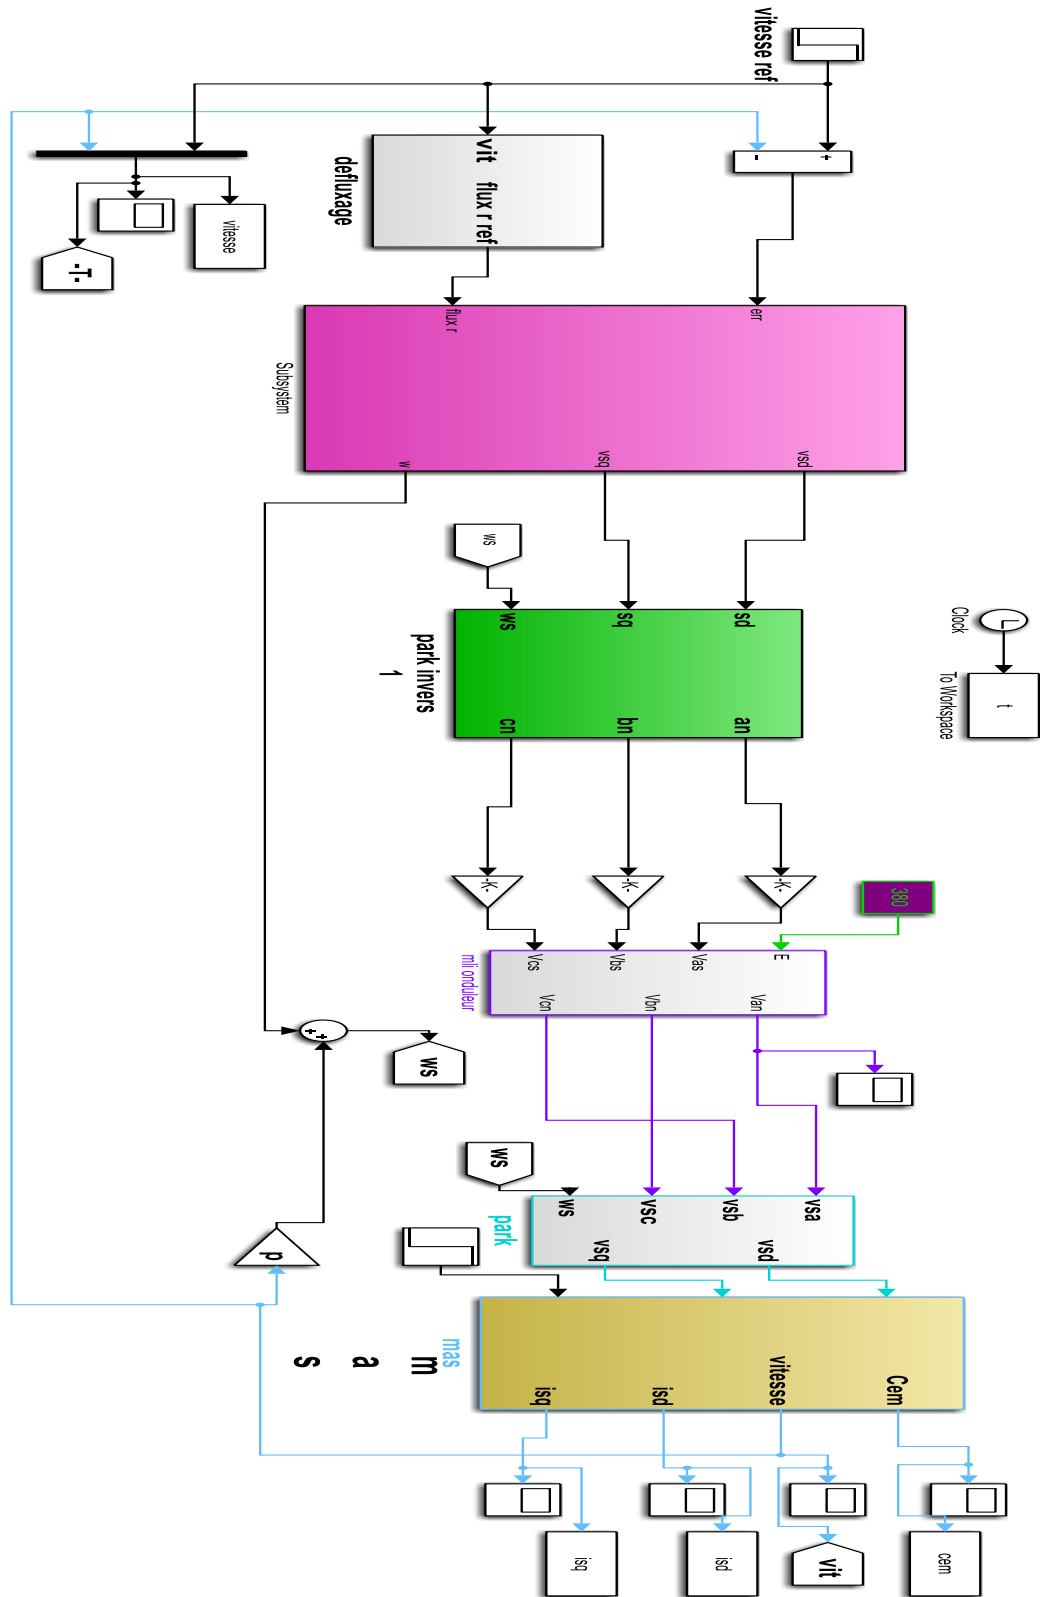 vitesse ref
+
-
vit
flux r ref
defluxage
vitesse
-T-
err
flux r
vsd
vsq
w
Subsystem
Clock
t
To Workspace
ws
sd
sq
ws
an
bn
cn
park invers
1
-K-
-K-
-K-
380
E
Vas
Vbs
Vcs
Van
Vbn
Vcn
mli onduleur
+
+
ws
p
ws
vsa
vsb
vsc
ws
vsd
vsq
park
Cem
vitesse
isd
isq
mas
m
a
s
cem
vit
isd
isq